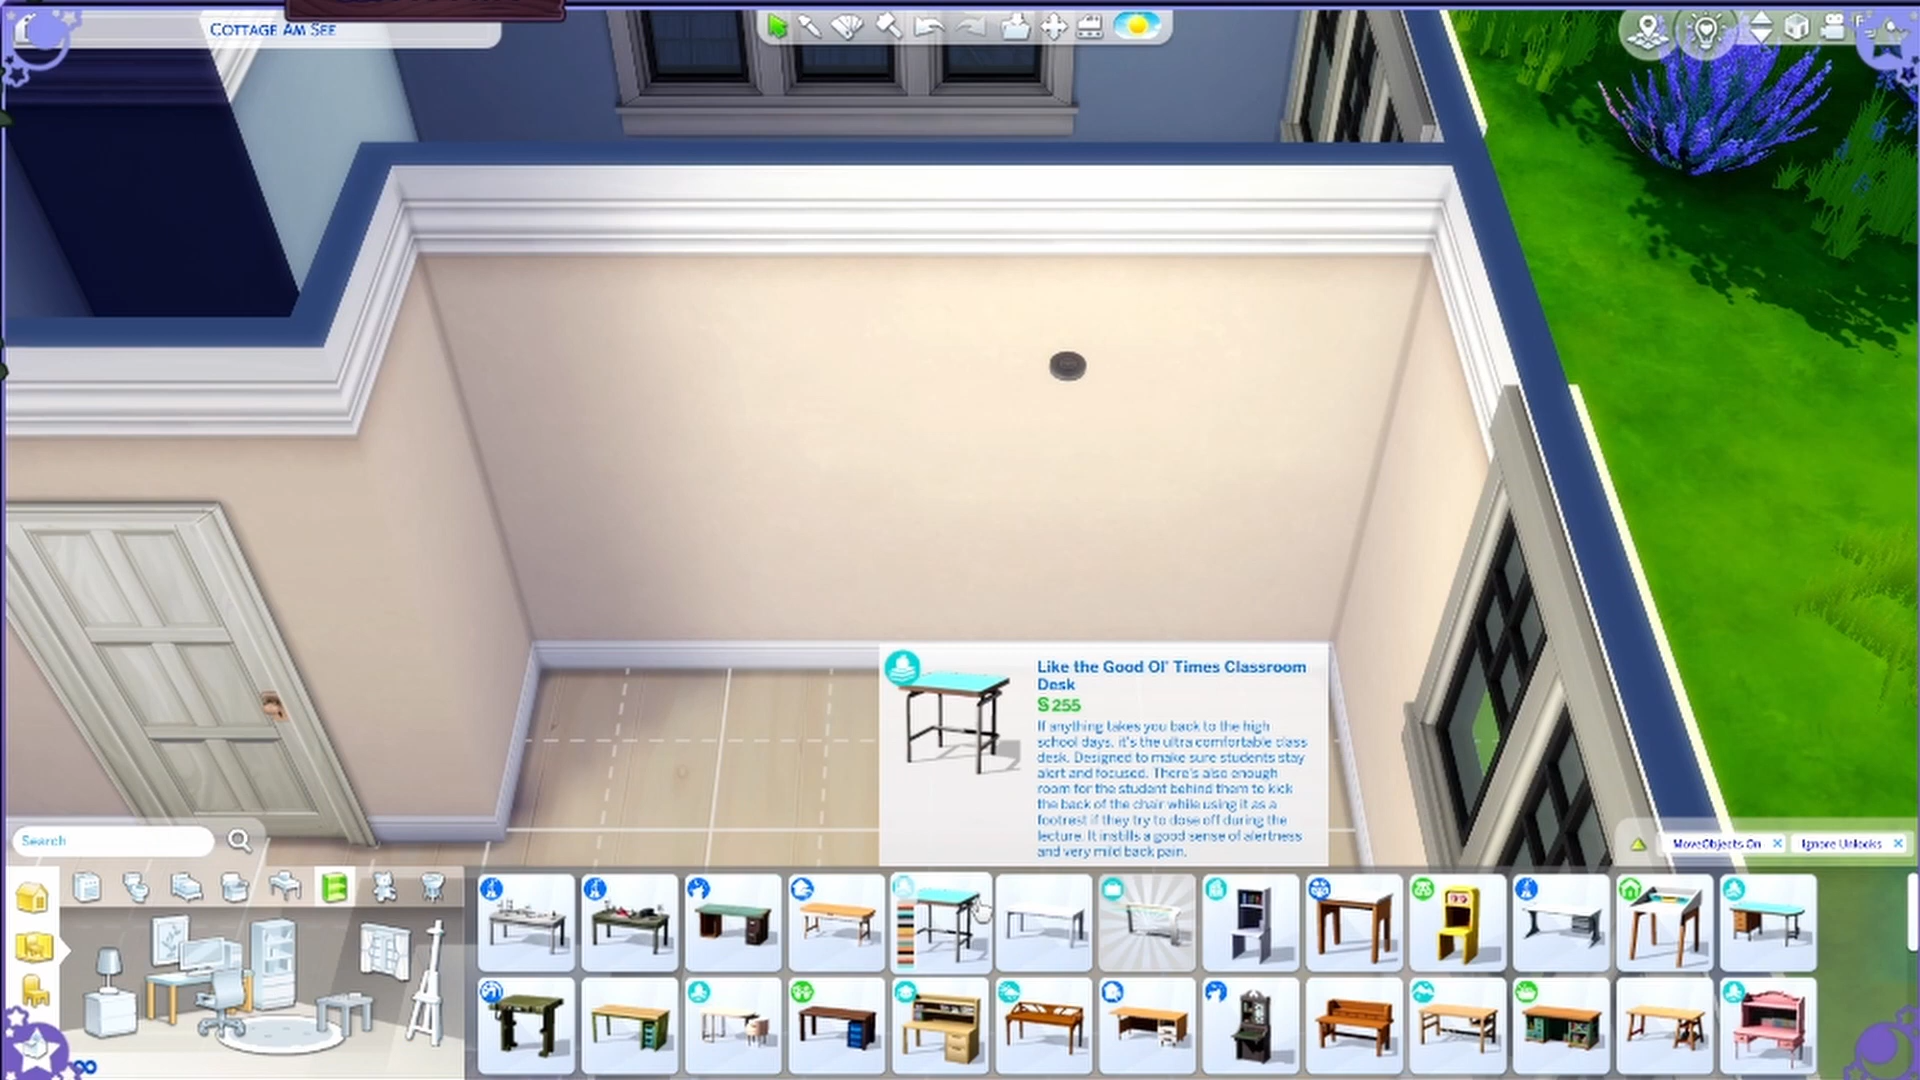 Cottage Am See
Like the Good Ol' Times Classroom
Desk
§255
If anything takes you back to the high
school days, it's the ultra comfortable class
desk. Designed to make sure students stay
alert and focused. There's also enough
room for the student behind them to kick
the back of the chair while using it as a
footrest if they try to dose off during the
lecture. It instills a good sense of alertness
and very mild back pain.
Search
MoveObjects On
Ignore Unlocks